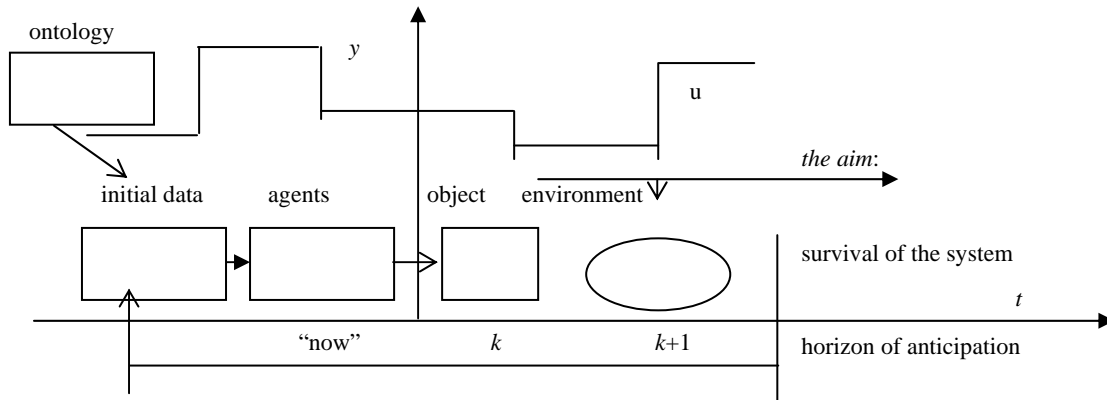 ontology
y
u
the aim:
initial data agents object environment
survival of the system
t
“now” k k+1 horizon of anticipation